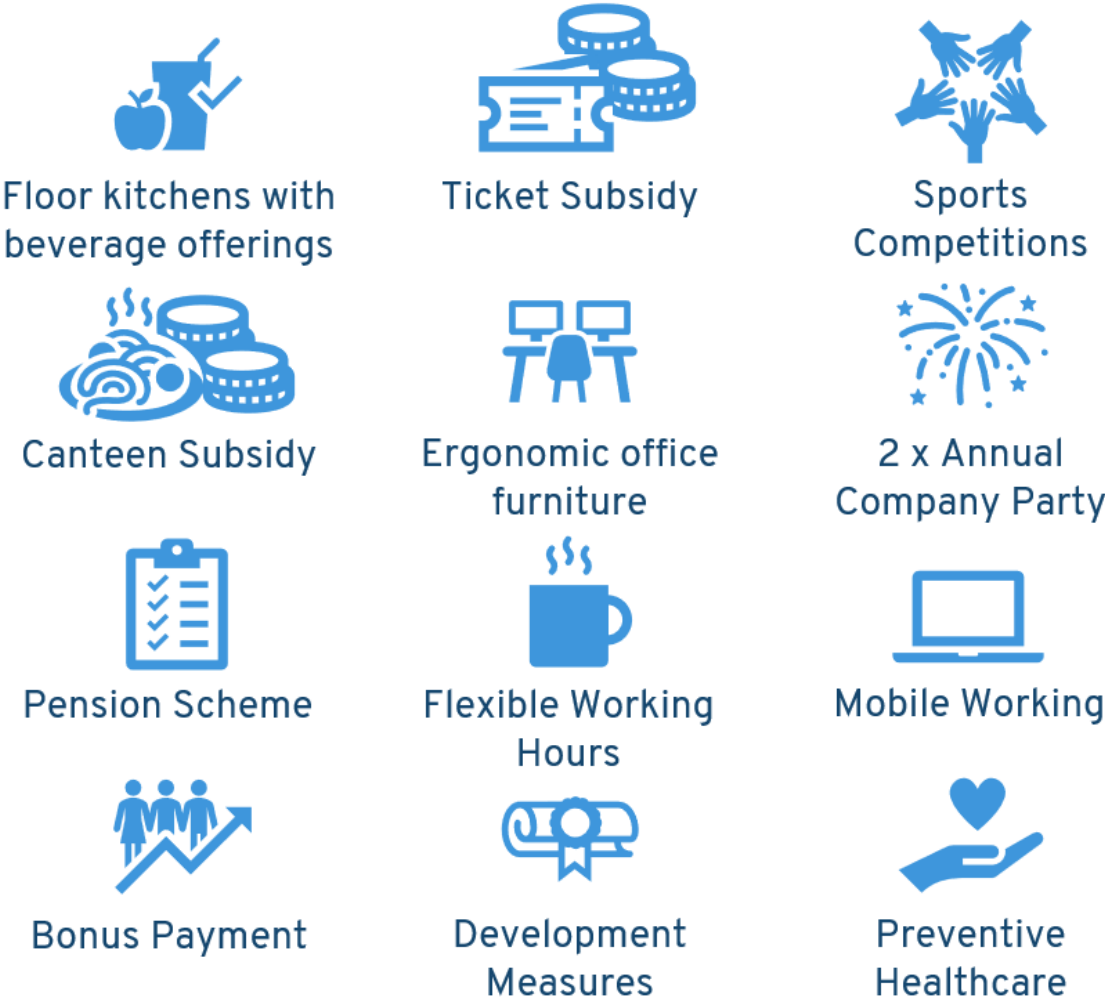 Floor kitchens with
beverage offerings
Ticket Subsidy
Sports
Competitions
Canteen Subsidy
Ergonomic office
furniture
2 x Annual
Company Party
Pension Scheme
Flexible Working
Hours
Mobile Working
Bonus Payment
Development
Measures
Preventive
Healthcare